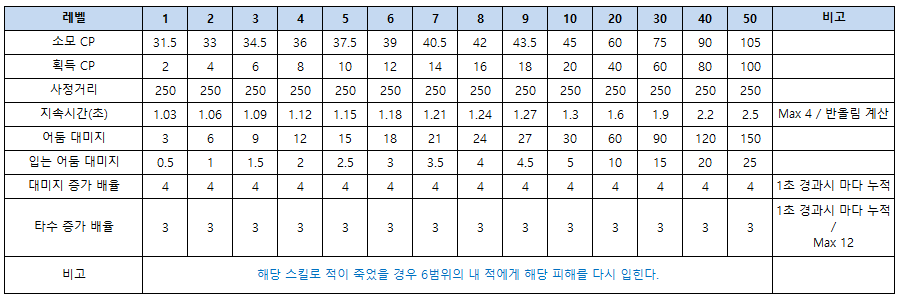 레벨 1 2 3 4 5 6 7 8 9 10 20 30 40 50 비고
소모 CP 31.5 33 34.5 36 37.5 39 40.5 42 43.5 45 60 75 90 105
획득 CP 2 4 6 8 10 12 14 16 18 20 40 60 80 100
사정거리 250 250 250 250 250 250 250 250 250 250 250 250 250 250
지속시간(초) 1.03 1.06 1.09 1.12 1.15 1.18 1.21 1.24 1.27 1.3 1.6 1.9 2.2 2.5 Max 4 / 반올림 계산
어둠 대미지 3 6 9 12 15 18 21 24 27 30 60 90 120 150
입는 어둠 대미지 0.5 1 1.5 2 2.5 3 3.5 4 4.5 5 10 15 20 25
대미지 증가 배율 4 4 4 4 4 4 4 4 4 4 4 4 4 4 1초 경과시 마다 누적
타수 증가 배율 3 3 3 3 3 3 3 3 3 3 3 3 3 3 1초 경과시 마다 누적
/
Max 12
비고 해당 스킬로 적이 죽었을 경우 6범위의 내 적에게 해당 피해를 다시 입힌다.